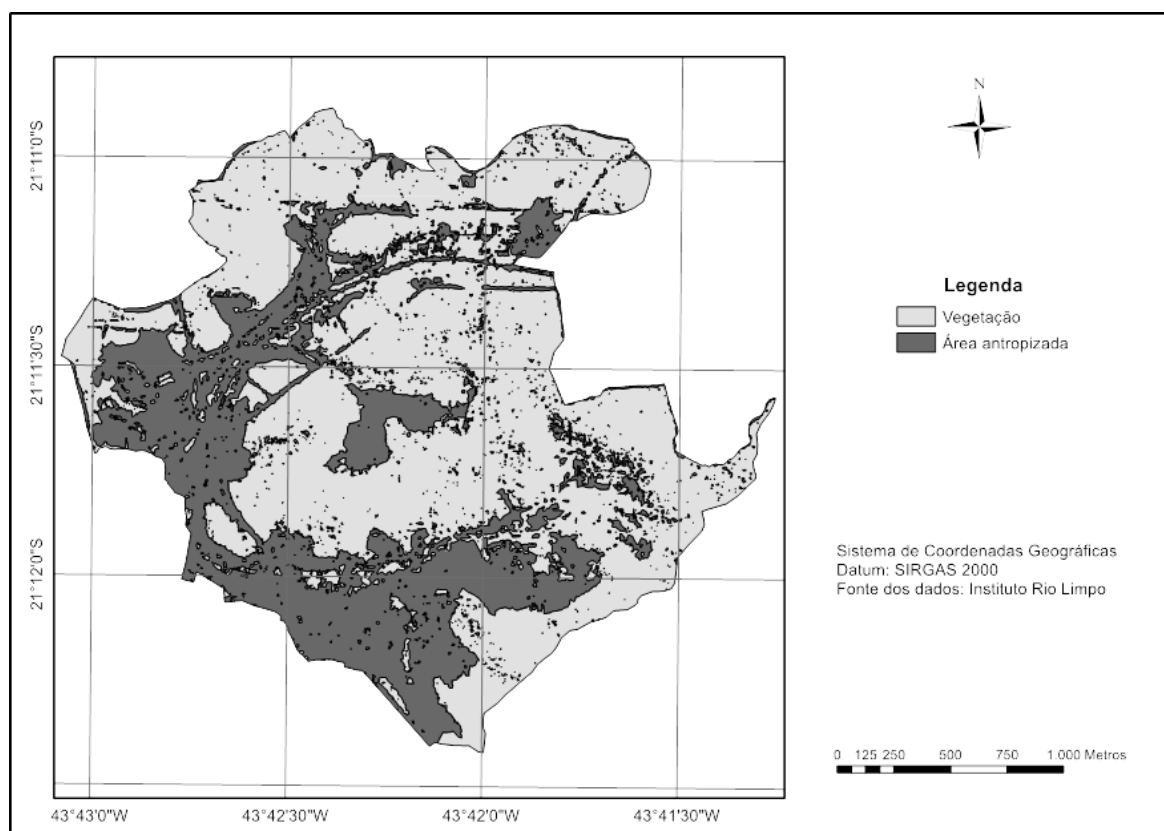 N
21°11'0"S
21°11'30"S
21°12'0"S
43°43'0"W 43°42'30"W 43°42'0"W 43°41'30"W
Legenda
Vegetação
Área antropizada
Sistema de Coordenadas Geográficas
Datum: SIRGAS 2000
Fonte dos dados: Instituto Rio Limpo
0 125 250 500 750 1.000 Metros